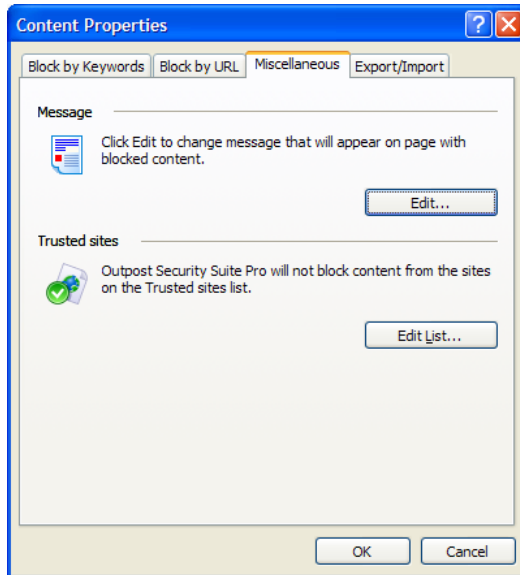 Content Properties
Block by Keywords Block by URL Miscellaneous Export/Import
Message
Click Edit to change message that will appear on page with
blocked content.
Edit...
Trusted sites
Outpost Security Suite Pro will not block content from the sites
on the Trusted sites list.
Edit List...
OK Cancel